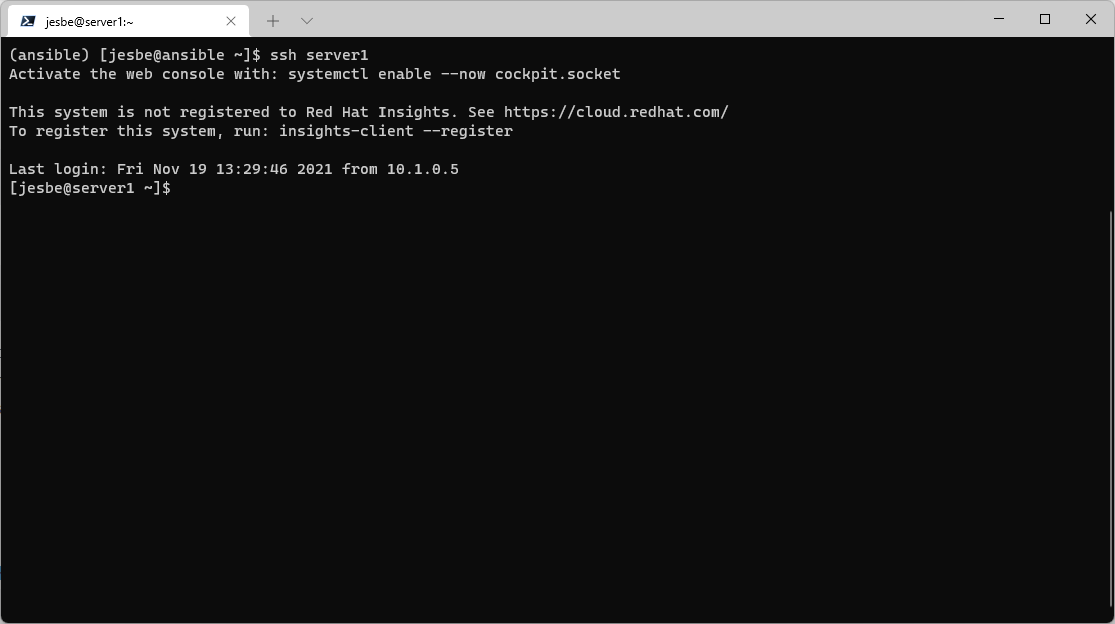 jesbe@server1:~
(ansible) [jesbe@ansible ~]$ ssh server1
Activate the web console with: systemctl enable --now cockpit.socket
This system is not registered to Red Hat Insights. See https://cloud.redhat.com/
To register this system, run: insights-client --register
Last login: Fri Nov 19 13:29:46 2021 from 10.1.0.5
[jesbe@server1 ~]$